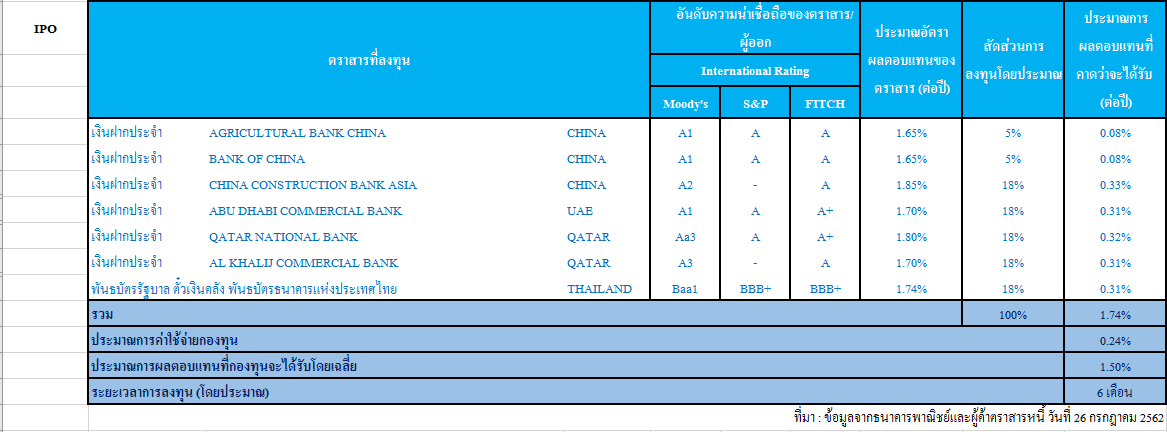 IPO
ตราสารที่ลงทุน
อันดับความน่าเชื่อถือของตราสาร/
ผู้ออก
International Rating
Moody's S&P FITCH
ประมาณอัตรา
ผลตอบแทนของ
ตราสาร (ต่อปี)
สัดส่วนการ
ลงทุนโดยประมาณ
ประมาณการ
ผลตอบแทนที่
คาดว่าจะได้รับ
(ต่อปี)
เงินฝากประจำ AGRICULTURAL BANK CHINA CHINA A1 A A 1.65% 5% 0.08%
เงินฝากประจำ BANK OF CHINA CHINA A1 A A 1.65% 5% 0.08%
เงินฝากประจำ CHINA CONSTRUCTION BANK ASIA CHINA A2 - A 1.85% 18% 0.33%
เงินฝากประจำ ABU DHABI COMMERCIAL BANK UAE A1 A A+ 1.70% 18% 0.31%
เงินฝากประจำ QATAR NATIONAL BANK QATAR Aa3 A A+ 1.80% 18% 0.32%
เงินฝากประจำ AL KHALIJ COMMERCIAL BANK QATAR A3 - A 1.70% 18% 0.31%
พันธบัตรรัฐบาล ตั๋วเงินคลัง พันธบัตรธนาคารแห่งประเทศไทย THAILAND Baa1 BBB+ BBB+ 1.74% 18% 0.31%
รวม 100% 1.74%
ประมาณการค่าใช้จ่ายกองทุน 0.24%
ประมาณการผลตอบแทนที่กองทุนจะได้รับโดยเฉลี่ย 1.50%
ระยะเวลาการลงทุน (โดยประมาณ) 6 เดือน
ที่มา : ข้อมูลจากธนาคารพาณิชย์และผู้ค้าตราสารหนี้ วันที่ 26 กรกฎาคม 2562